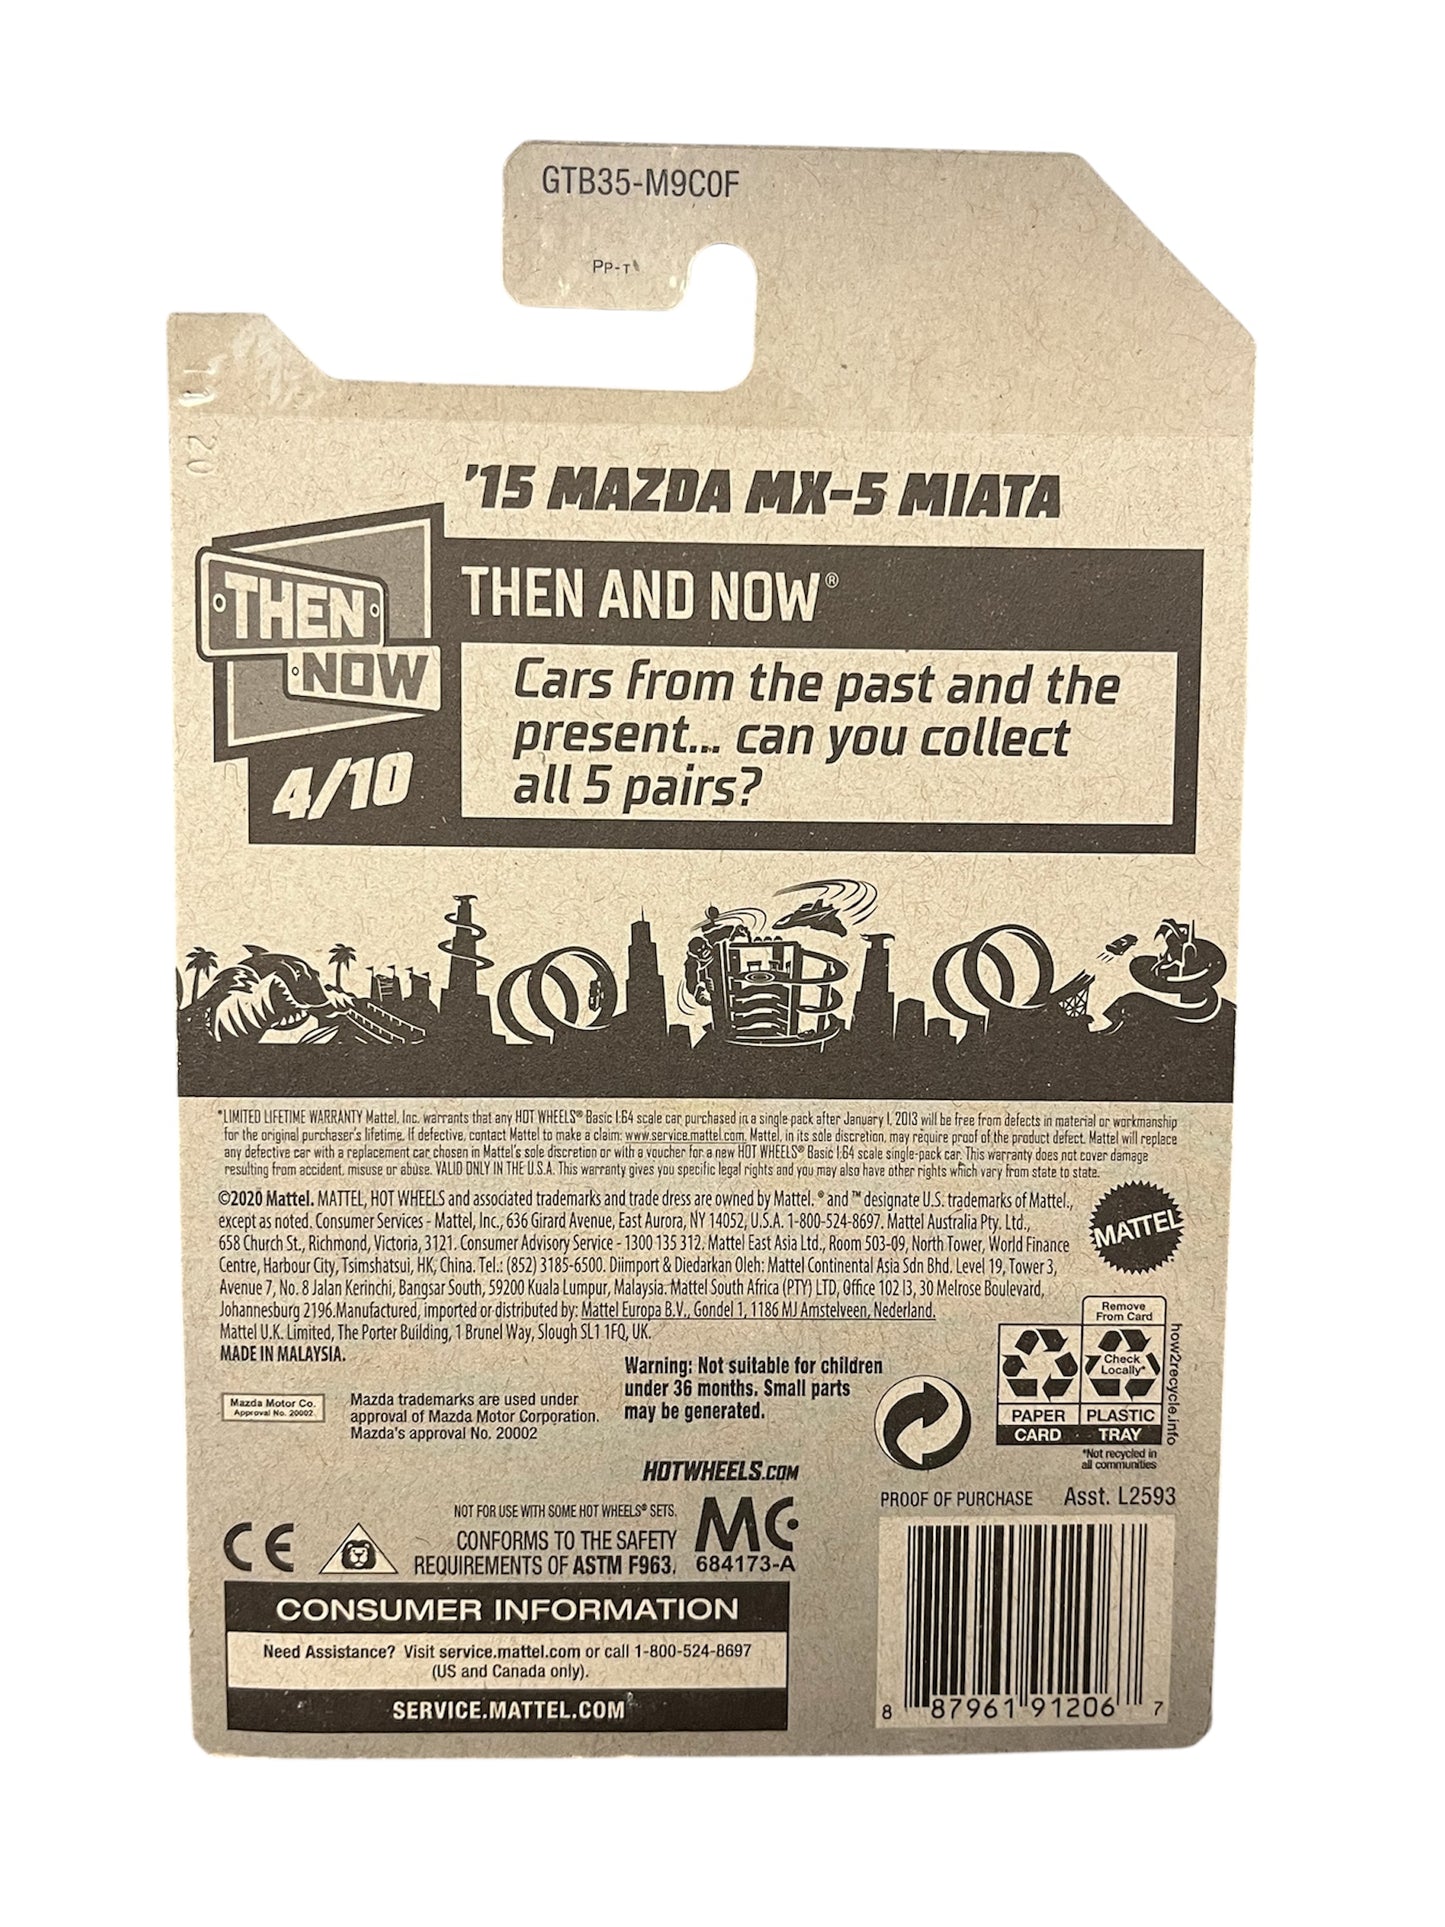 GTB35-M9C0F
PP-T
11
20
'15 MAZDA MX-5 MIATA
THEN
NOW
4/10
THEN AND NOW®
Cars from the past and the
present... can you collect
all 5 pairs?
*LIMITED LIFETIME WARRANTY Mattel, Inc. warrants that any HOT WHEELS® Basic 1:64 scale car purchased in a single pack after January 1, 2013 will be free from defects in material or workmanship
for the original purchaser's lifetime. If defective, contact Mattel to make a claim: www.service.mattel.com. Mattel, in its sole discretion, may require proof of the product defect. Mattel will replace
any defective car with a replacement car chosen in Mattel's sole discretion or with a voucher for a new HOT WHEELS® Basic 1:64 scale single-pack car. This warranty does not cover damage
resulting from accident, misuse or abuse. VALID ONLY IN THE U.S.A. This warranty gives you specific legal rights and you may also have other rights which vary from state to state.
©2020 Mattel. MATTEL, HOT WHEELS and associated trademarks and trade dress are owned by Mattel. ® and ™ designate U.S. trademarks of Mattel,
except as noted. Consumer Services - Mattel, Inc., 636 Girard Avenue, East Aurora, NY 14052, U.S.A. 1-800-524-8697. Mattel Australia Pty. Ltd.,
658 Church St., Richmond, Victoria, 3121. Consumer Advisory Service - 1300 135 312. Mattel East Asia Ltd., Room 503-09, North Tower, World Finance
Centre, Harbour City, Tsimshatsui, HK, China. Tel.: (852) 3185-6500. Diimport & Diedarkan Oleh: Mattel Continental Asia Sdn Bhd. Level 19, Tower 3,
Avenue 7, No. 8 Jalan Kerinchi, Bangsar South, 59200 Kuala Lumpur, Malaysia. Mattel South Africa (PTY) LTD, Office 102 I3, 30 Melrose Boulevard,
Johannesburg 2196. Manufactured, imported or distributed by: Mattel Europa B.V., Gondel 1, 1186 MJ Amstelveen, Nederland.
Mattel U.K. Limited, The Porter Building, 1 Brunel Way, Slough SL1 1FQ, UK.
MADE IN MALAYSIA.
MATTEL
Mazda Motor Co.
Approval No. 20002
Mazda trademarks are used under
approval of Mazda Motor Corporation.
Mazda's approval No. 20002
Warning: Not suitable for children
under 36 months. Small parts
may be generated.
Remove
From Card
Check
Locally*
PAPER
PLASTIC
CARD
TRAY
how2recycle.info
*Not recycled in
all communities
HOTWHEELS.COM
NOT FOR USE WITH SOME HOT WHEELS® SETS.
CONFORMS TO THE SAFETY
REQUIREMENTS OF ASTM F963.
CE
MC
684173-A
PROOF OF PURCHASE Asst. L2593
CONSUMER INFORMATION
Need Assistance? Visit service.mattel.com or call 1-800-524-8697
(US and Canada only).
SERVICE.MATTEL.COM
8 87961 91206 7